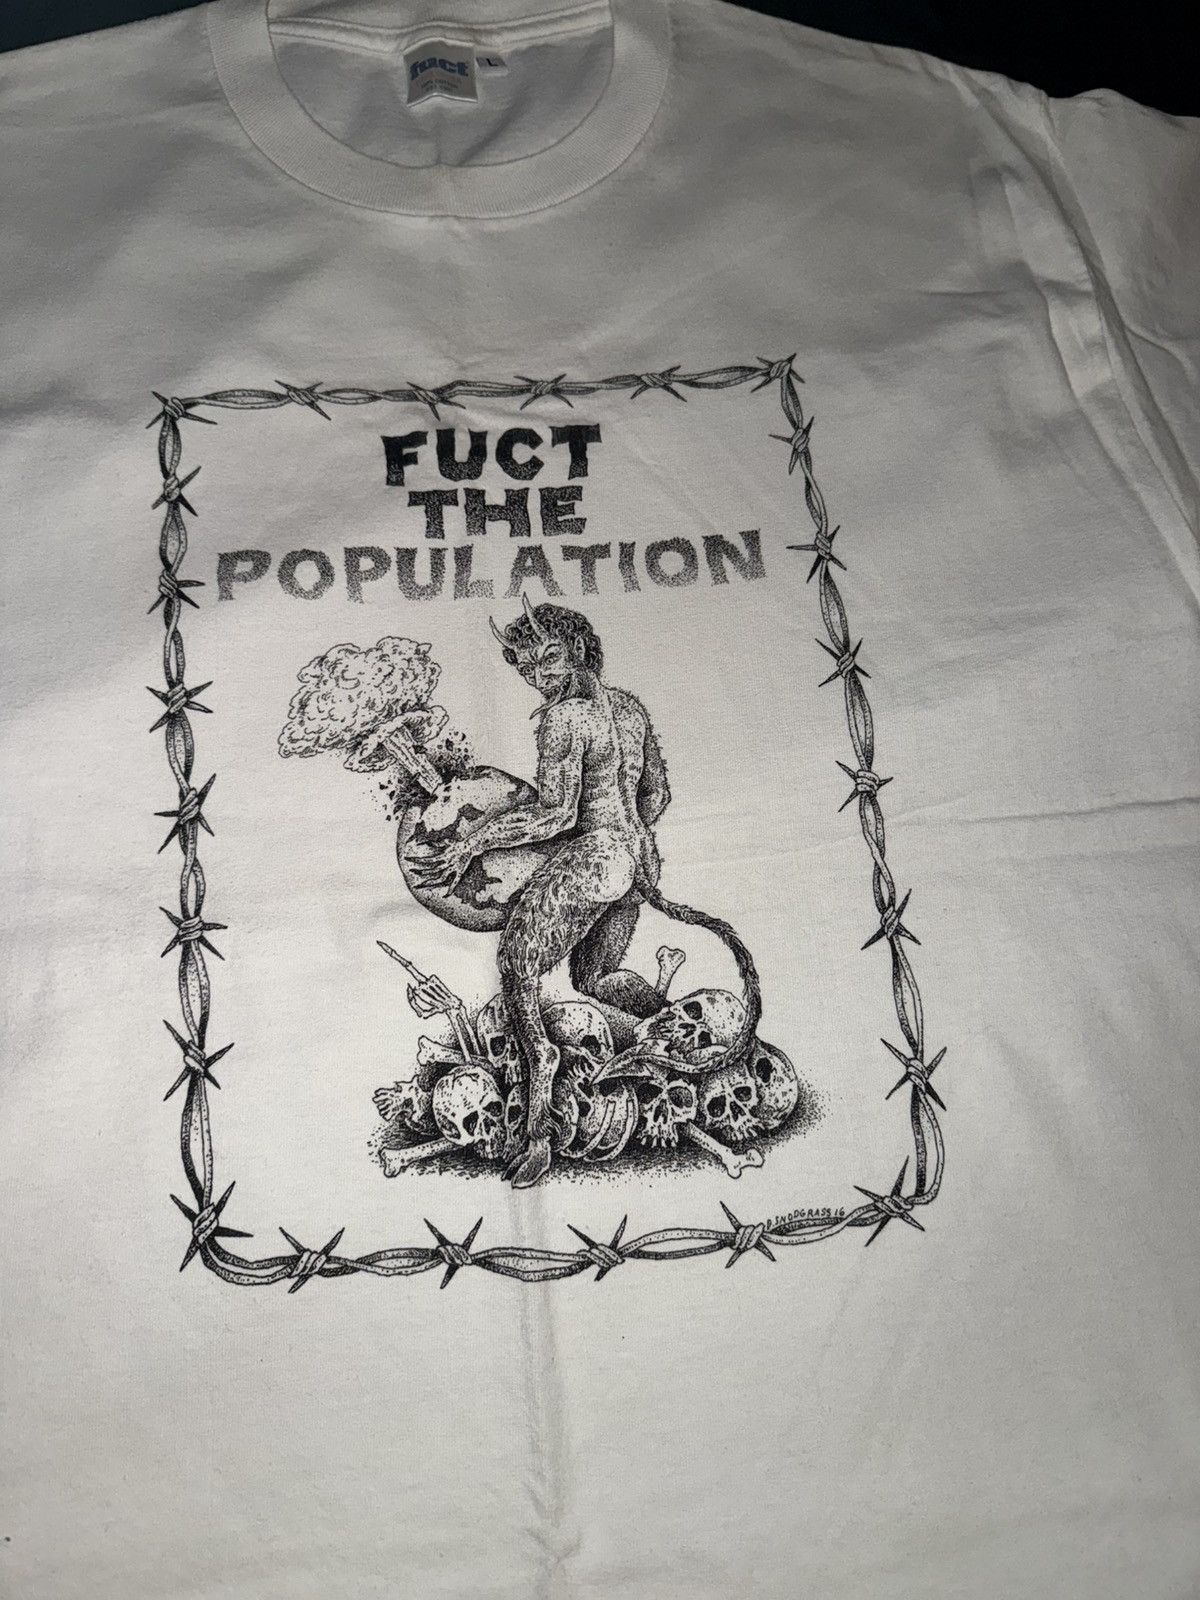 fuct
L
FUCT
THE
POPULATION
D.SNODGRASS 16